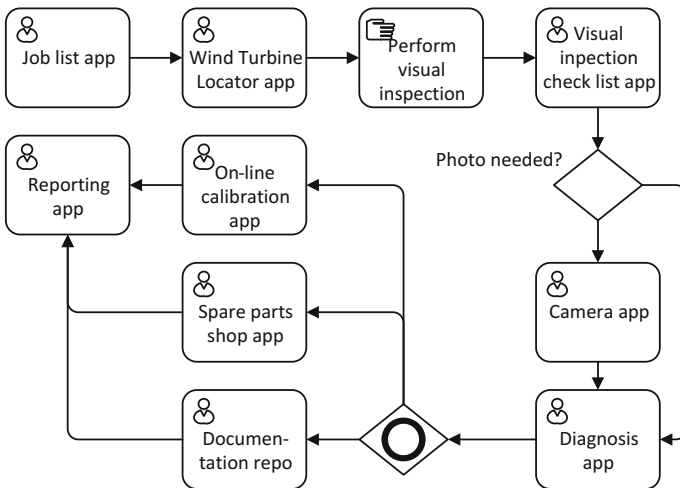 Job list app
Wind Turbine
Locator app
Perform
visual
inspection
Visual
inpection
check list app
Photo needed?
Reporting
app
On-line
calibration
app
Spare parts
shop app
Camera app
Documen-
tation repo
Diagnosis
app